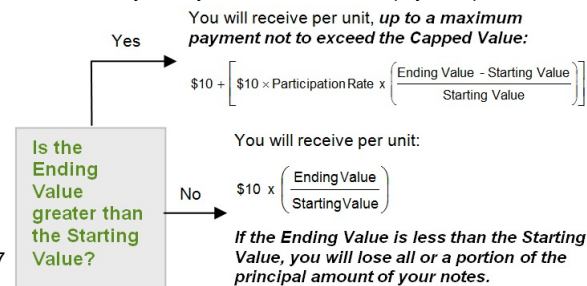 You will receive per unit, up to a maximum
payment not to exceed the Capped Value:
Yes
$10 + [$10 × Participation Rate x (Ending Value - Starting Value / Starting Value)]
Is the
Ending
Value
greater than
the Starting
Value?
No
You will receive per unit:
$10 x (Ending Value / Starting Value)
If the Ending Value is less than the Starting
Value, you will lose all or a portion of the
principal amount of your notes.